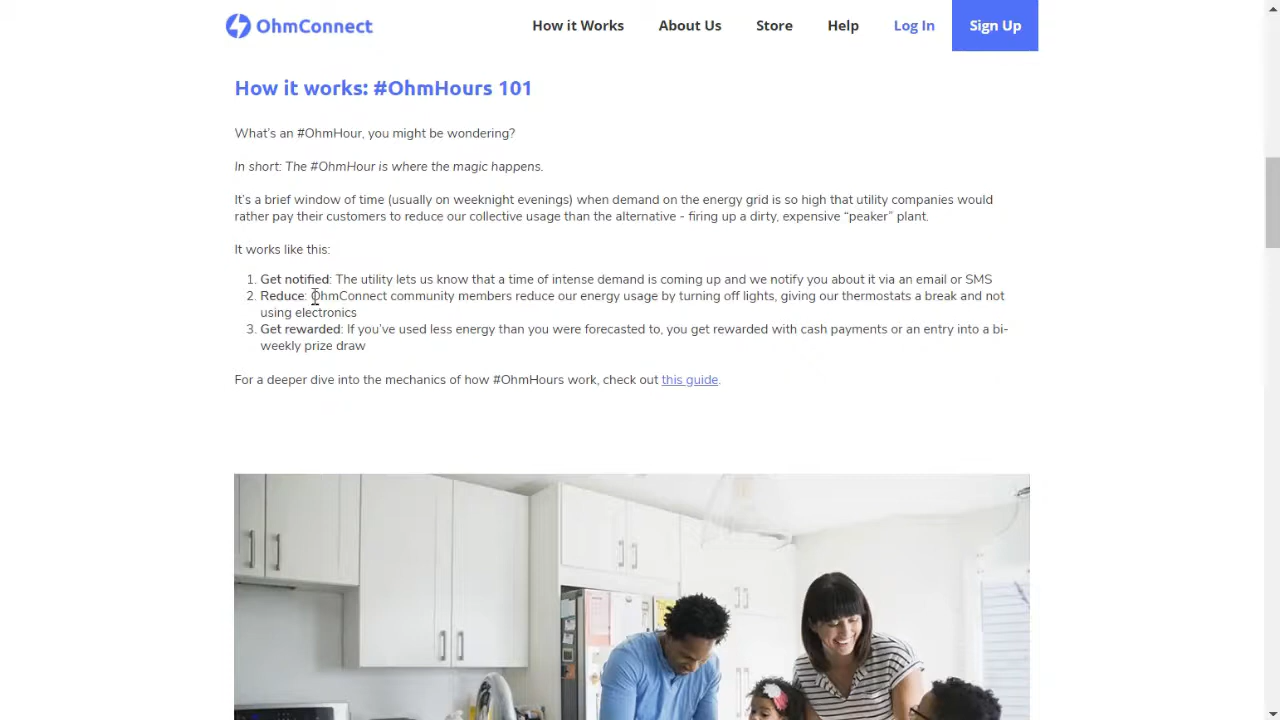 OhmConnect
How it Works About Us Store Help Log In Sign Up
How it works: #OhmHours 101
What's an #OhmHour, you might be wondering?
In short: The #OhmHour is where the magic happens.
It's a brief window of time (usually on weeknight evenings) when demand on the energy grid is so high that utility companies would
rather pay their customers to reduce our collective usage than the alternative - firing up a dirty, expensive “peaker” plant.
It works like this:
1. Get notified: The utility lets us know that a time of intense demand is coming up and we notify you about it via an email or SMS
2. Reduce: OhmConnect community members reduce our energy usage by turning off lights, giving our thermostats a break and not
using electronics
3. Get rewarded: If you've used less energy than you were forecasted to, you get rewarded with cash payments or an entry into a bi-
weekly prize draw
For a deeper dive into the mechanics of how #OhmHours work, check out this guide.